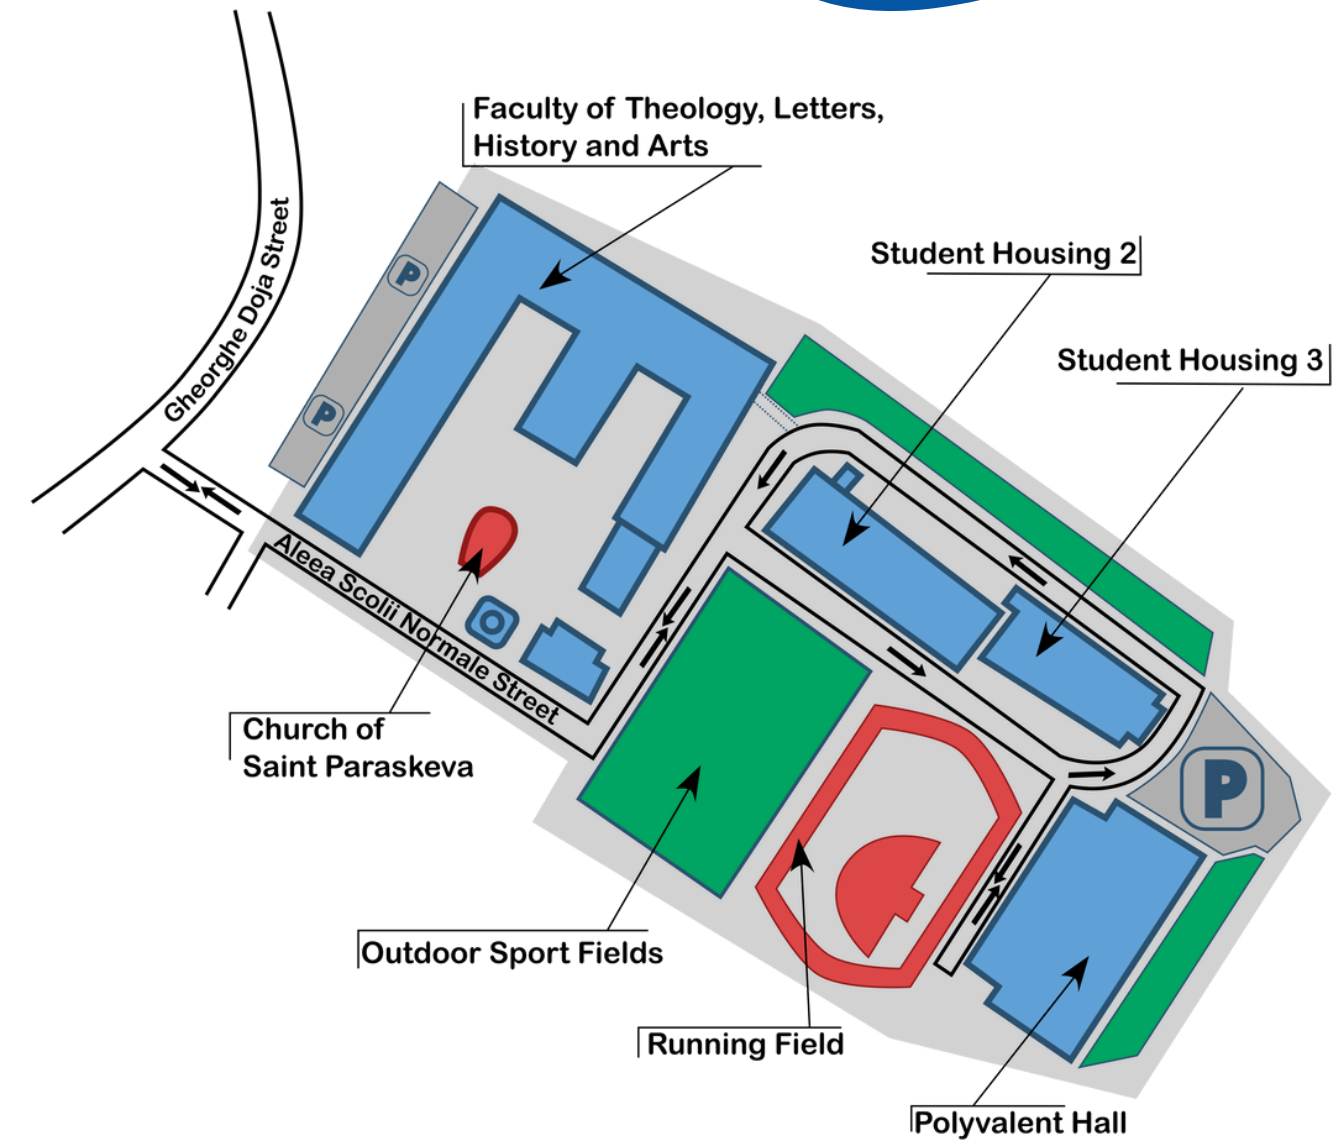 Faculty of Theology, Letters,
History and Arts
Student Housing 2
Student Housing 3
Gheorghe Doja Street
P
P
Aleea Scolii Normale Street
Church of
Saint Paraskeva
P
Outdoor Sport Fields
Running Field
Polyvalent Hall